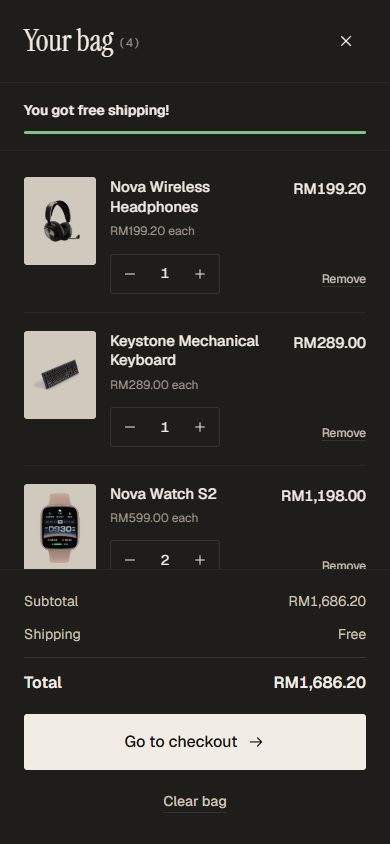 Your bag (4)
You got free shipping!
Nova Wireless RM199.20
Headphones
RM199.20 each
1
Remove
Keystone Mechanical RM289.00
Keyboard
RM289.00 each
1
Remove
Nova Watch S2 RM1,198.00
RM599.00 each
2
Remove
Subtotal RM1,686.20
Shipping Free
Total RM1,686.20
Go to checkout →
Clear bag